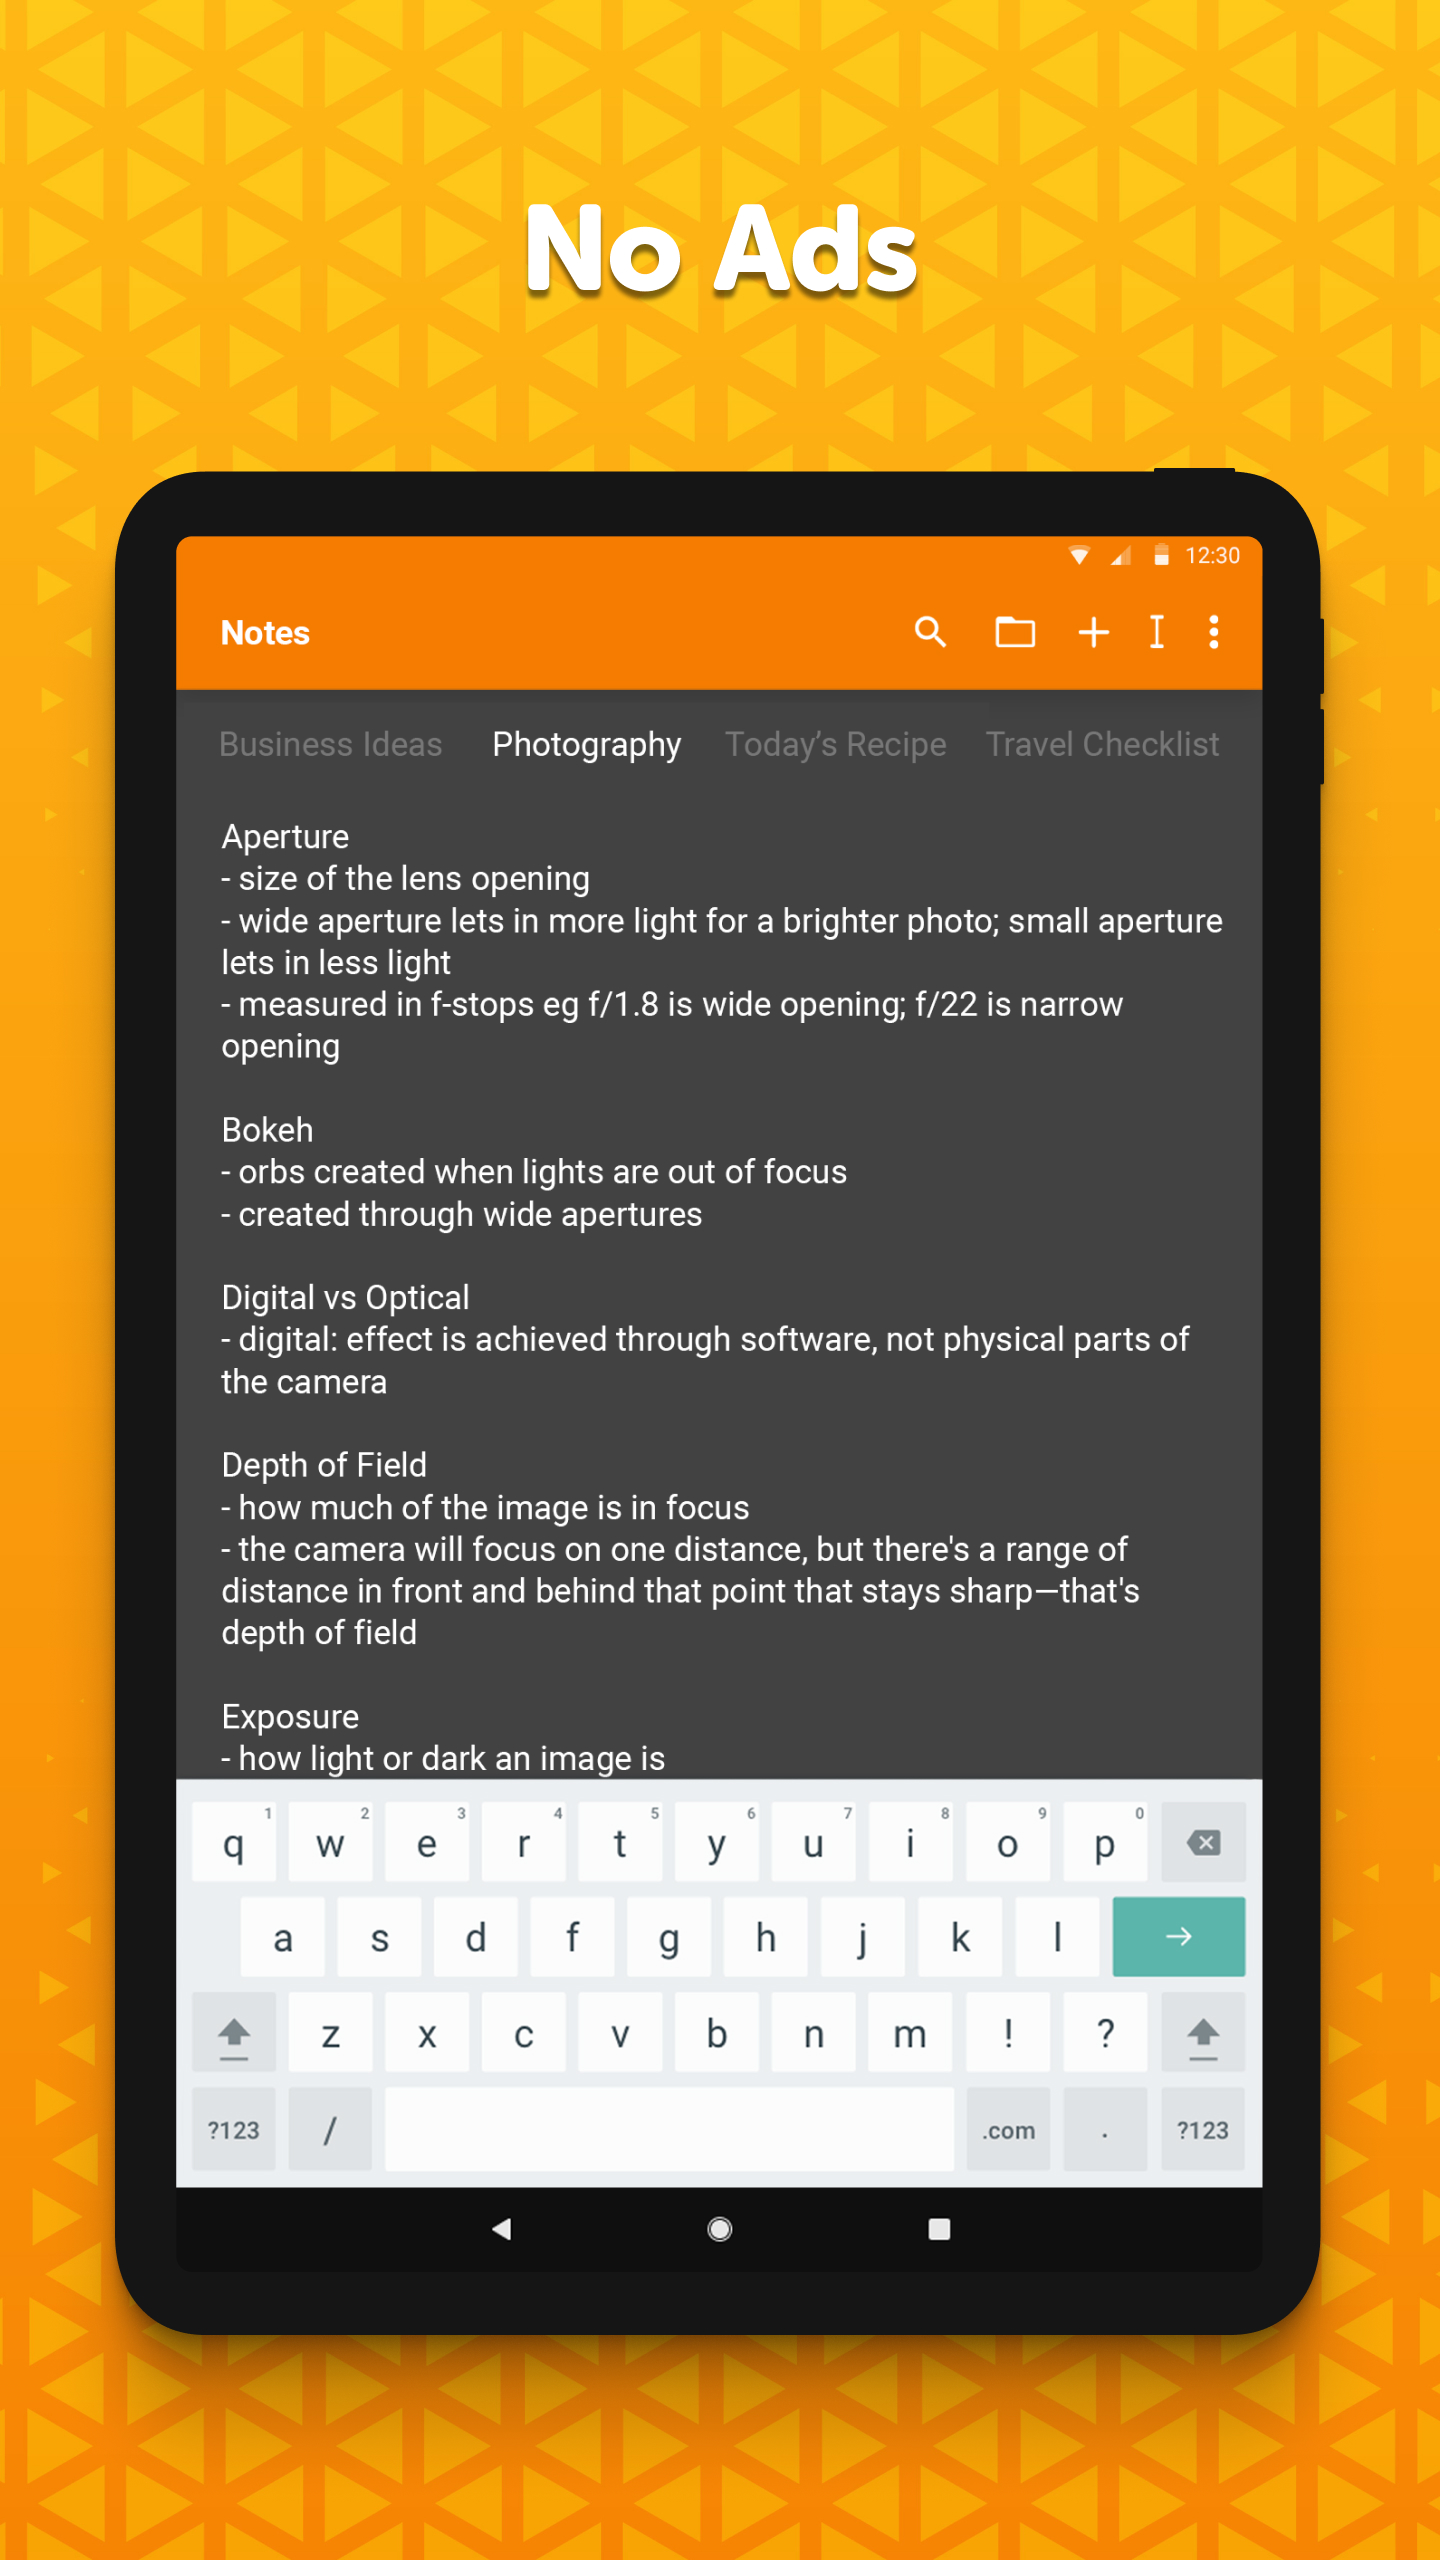 No Ads
12:30
Notes
Business Ideas Photography Today’s Recipe Travel Checklist
Aperture
- size of the lens opening
- wide aperture lets in more light for a brighter photo; small aperture
lets in less light
- measured in f-stops eg f/1.8 is wide opening; f/22 is narrow
opening
Bokeh
- orbs created when lights are out of focus
- created through wide apertures
Digital vs Optical
- digital: effect is achieved through software, not physical parts of
the camera
Depth of Field
- how much of the image is in focus
- the camera will focus on one distance, but there's a range of
distance in front and behind that point that stays sharp—that's
depth of field
Exposure
- how light or dark an image is
q 1 w 2 e 3 r 4 t 5 y 6 u 7 i 8 o 9 p 0
a s d f g h j k l
z x c v b n m ! ?
?123 / .com . ?123